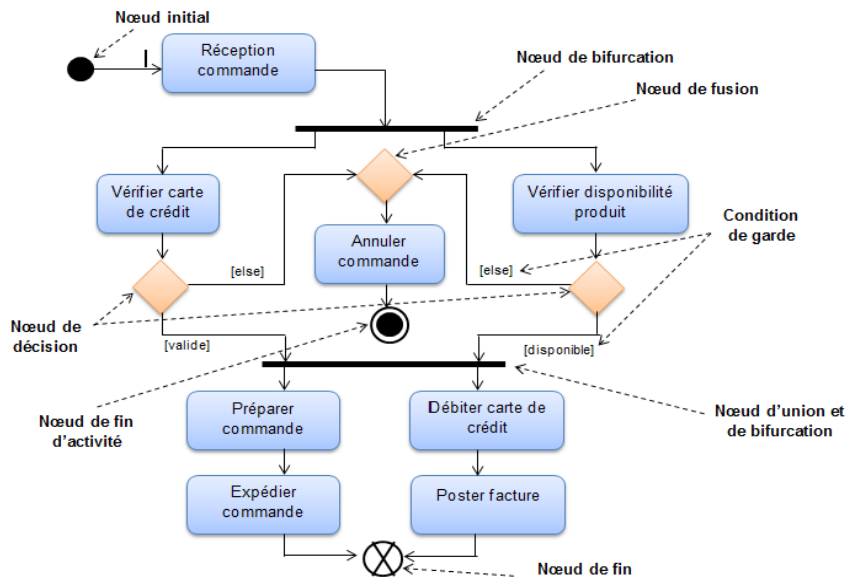 Nœud initial
Réception
commande
Nœud de bifurcation
Nœud de fusion
Vérifier carte
de crédit
Vérifier disponibilité
produit
Condition
de garde
Annuler
commande
[else]
[else]
Nœud de
décision
[valide]
[disponible]
Nœud de fin
d'activité
Préparer
commande
Débiter carte de
crédit
Nœud d'union et
de bifurcation
Expédier
commande
Poster facture
Nœud de fin